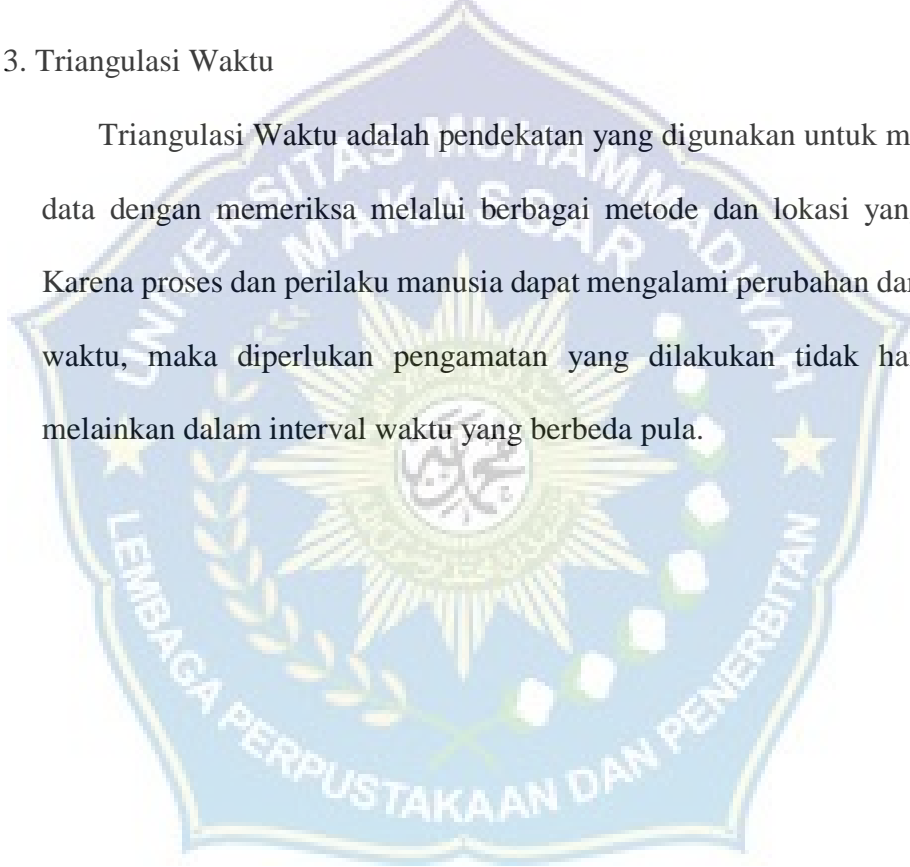 3. Triangulasi Waktu
Triangulasi Waktu adalah pendekatan yang digunakan untuk m
data dengan memeriksa melalui berbagai metode dan lokasi yan
Karena proses dan perilaku manusia dapat mengalami perubahan dar
waktu, maka diperlukan pengamatan yang dilakukan tidak ha
melainkan dalam interval waktu yang berbeda pula.
UNIVERSITAS MUHAMMADIYAH
MAKASSAR
LEMBAGA PERPUSTAKAAN DAN PENERBITAN